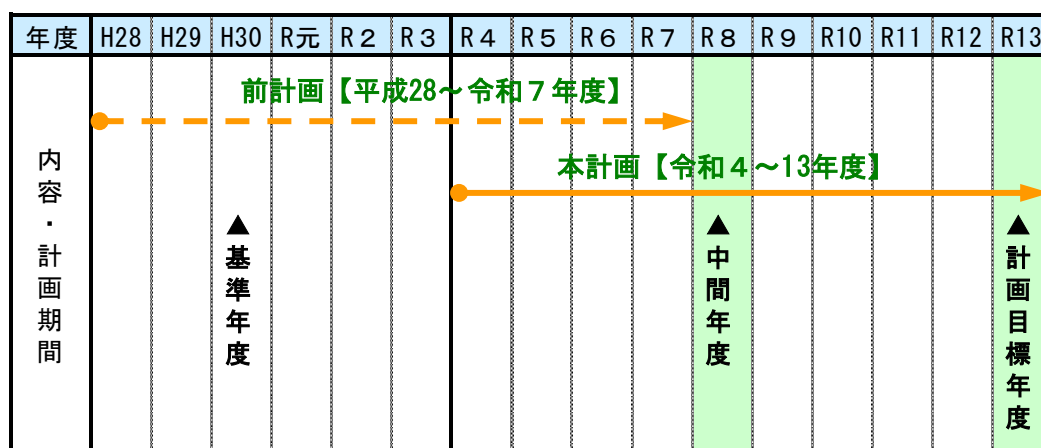 年度 H28 H29 H30 R元 R２ R３ R４ R５ R６ R７ R８ R９ R10 R11 R12 R13
前計画【平成28～令和７年度】
本計画【令和４～13年度】
内容・計画期間
▲基準年度
▲中間年度
▲計画目標年度